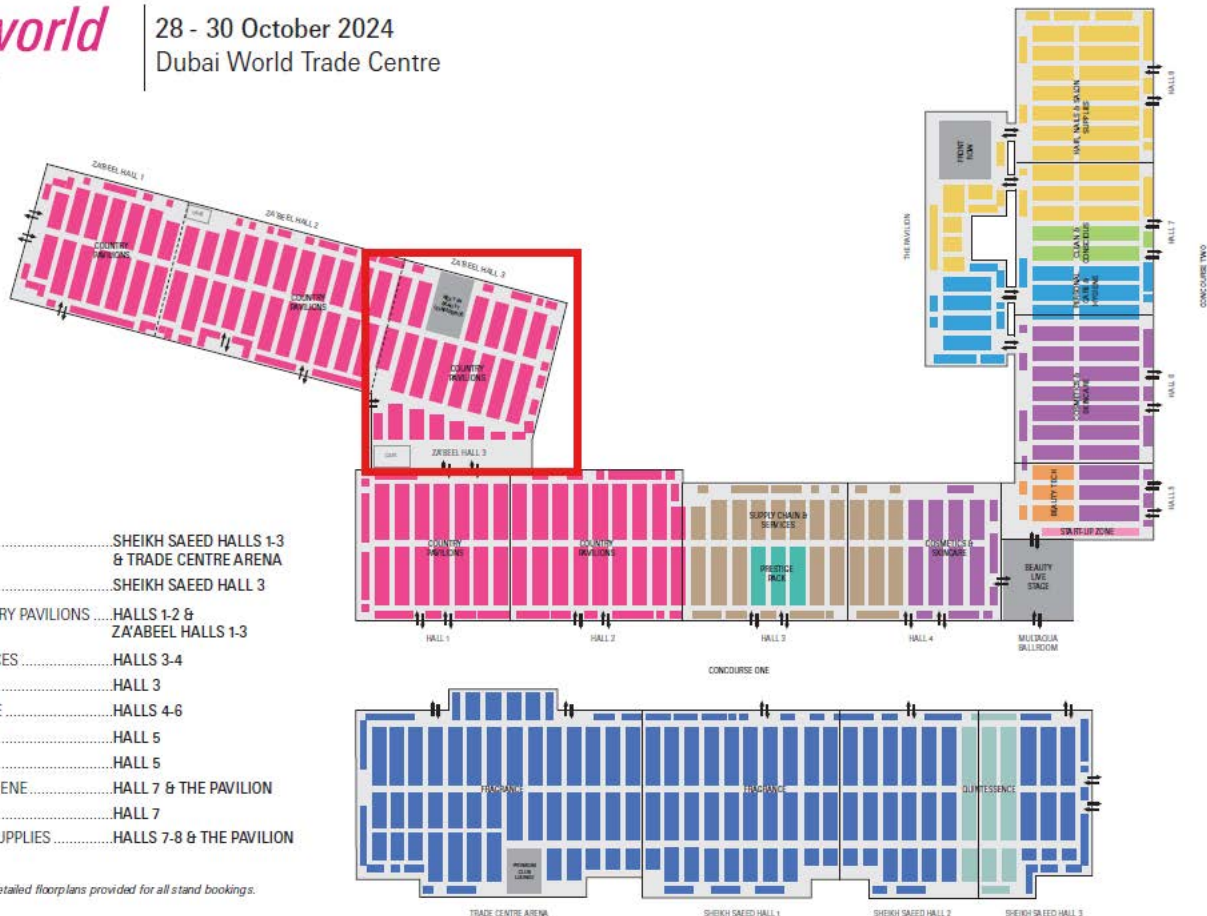 world
28 - 30 October 2024
Dubai World Trade Centre
ZA'BEEL HALL 1
ZA'BEEL HALL 2
ZA'BEEL HALL 3
COUNTRY
PAVILIONS
COUNTRY
PAVILIONS
COUNTRY
PAVILIONS
ZA'BEEL HALL 3
FRONT
ROW
THE PAVILION
HAIR, NAILS & SALON
SUPPLIES
CLEAN &
CONSCIOUS
PERSONAL
CARE &
HYGIENE
COSMETICS &
SKINCARE
BEAUTY TECH
START-UP ZONE
HALL 8
HALL 7
HALL 6
HALL 5
CONCOURSE TWO
COUNTRY
PAVILIONS
COUNTRY
PAVILIONS
SUPPLY CHAIN &
SERVICES
PRESTIGE
PACK
COSMETICS &
SKINCARE
BEAUTY
LIVE
STAGE
HALL 1
HALL 2
HALL 3
HALL 4
MULTAQUA
BALLROOM
CONCOURSE ONE
SHEIKH SAEED HALLS 1-3
& TRADE CENTRE ARENA
SHEIKH SAEED HALL 3
RY PAVILIONS .....HALLS 1-2 &
ZA'ABEEL HALLS 1-3
CES .....................HALLS 3-4
HALL 3
E ........................HALLS 4-6
HALL 5
HALL 5
ENE....................HALL 7 & THE PAVILION
HALL 7
UPPLIES ..............HALLS 7-8 & THE PAVILION
etailed floorplans provided for all stand bookings.
FRAGRANCE
FRAGRANCE
QUINTESSENCE
PREMIUM
CLUB
LOUNGE
TRADE CENTRE ARENA
SHEIKH SAEED HALL 1
SHEIKH SAEED HALL 2
SHEIKH SAEED HALL 3